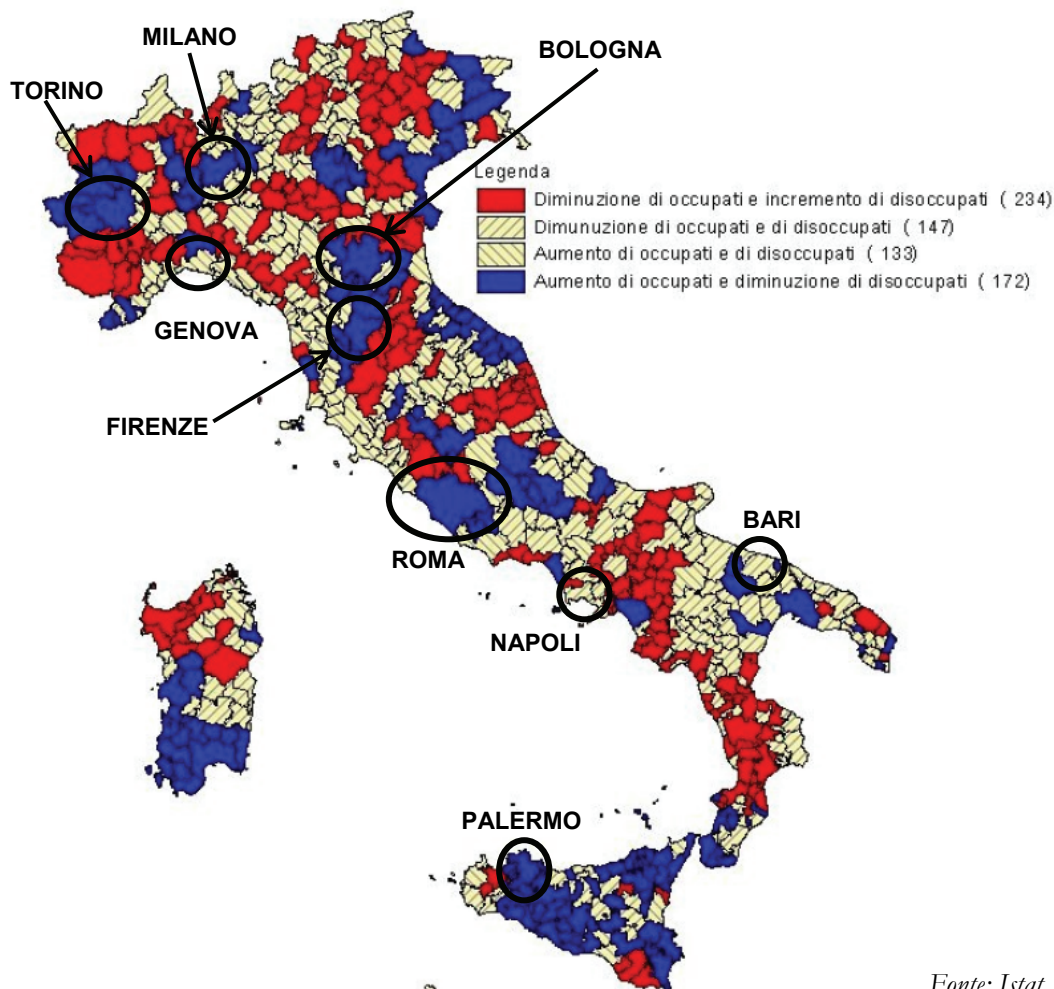 MILANO
BOLOGNA
TORINO
Legenda
Diminuzione di occupati e incremento di disoccupati ( 234)
Dimunuzione di occupati e di disoccupati ( 147)
Aumento di occupati e di disoccupati ( 133)
Aumento di occupati e diminuzione di disoccupati ( 172)
GENOVA
FIRENZE
BARI
ROMA
NAPOLI
PALERMO
Fonte: Istat